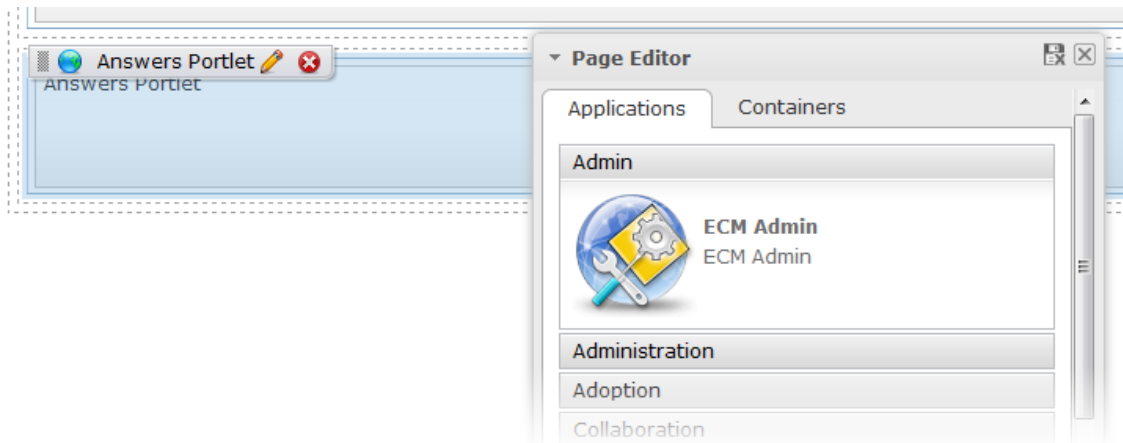 Answers Portlet
Answers Portlet
Page Editor
Applications Containers
Admin
ECM Admin
ECM Admin
Administration
Adoption
Collaboration